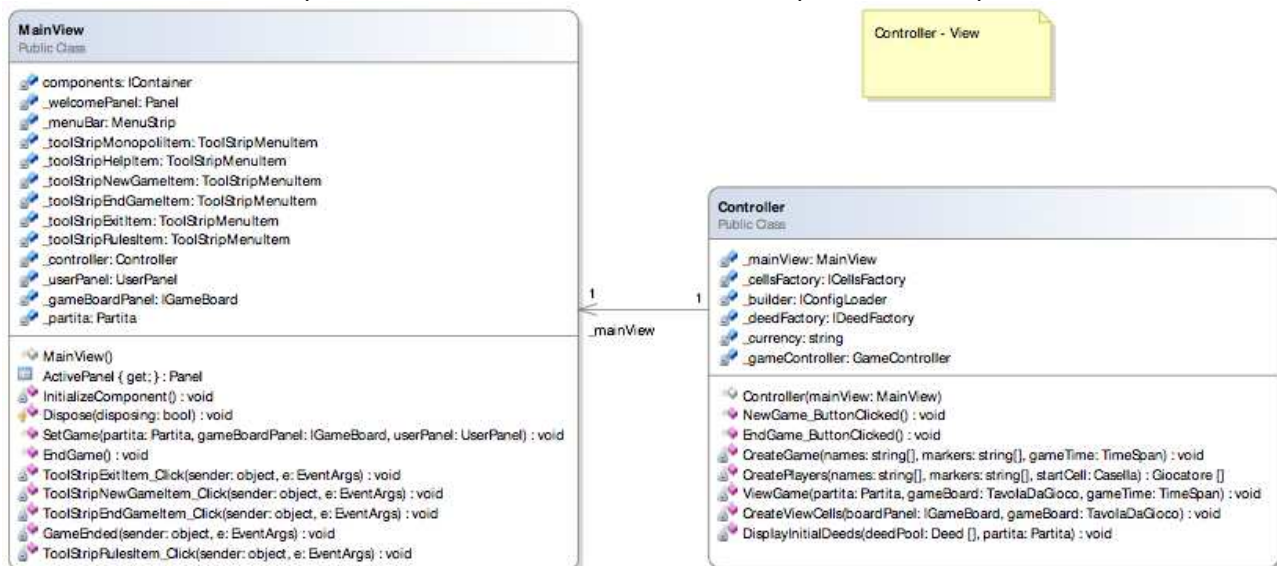 MainView
Public Class
components: IContainer
_welcomePanel: Panel
_menuBar: MenuStrip
_toolStripMonopoliItem: ToolStripMenuItem
_toolStripHelpItem: ToolStripMenuItem
_toolStripNewGameItem: ToolStripMenuItem
_toolStripEndGameItem: ToolStripMenuItem
_toolStripExitItem: ToolStripMenuItem
_toolStripRulesItem: ToolStripMenuItem
_controller: Controller
_userPanel: UserPanel
_gameBoardPanel: IGameBoard
_partita: Partita
MainView()
ActivePanel { get; } : Panel
InitializeComponent() : void
Dispose(disposing: bool) : void
SetGame(partita: Partita, gameBoardPanel: IGameBoard, userPanel: UserPanel) : void
EndGame() : void
ToolStripExitItem_Click(sender: object, e: EventArgs) : void
ToolStripNewGameItem_Click(sender: object, e: EventArgs) : void
ToolStripEndGameItem_Click(sender: object, e: EventArgs) : void
GameEnded(sender: object, e: EventArgs) : void
ToolStripRulesItem_Click(sender: object, e: EventArgs) : void
1
1
_mainView
Controller - View
Controller
Public Class
_mainView: MainView
_cellsFactory: ICellsFactory
_builder: IConfigLoader
_deedFactory: IDeedFactory
_currency: string
_gameController: GameController
Controller(mainView: MainView)
NewGame_ButtonClicked() : void
EndGame_ButtonClicked() : void
CreateGame(names: string[], markers: string[], gameTime: TimeSpan) : void
CreatePlayers(names: string[], markers: string[], startCell: Casella) : Giocatore []
ViewGame(partita: Partita, gameBoard: TavolaDaGioco, gameTime: TimeSpan) : void
CreateViewCells(boardPanel: IGameBoard, gameBoard: TavolaDaGioco) : void
DisplayInitialDeeds(deedPool: Deed [], partita: Partita) : void